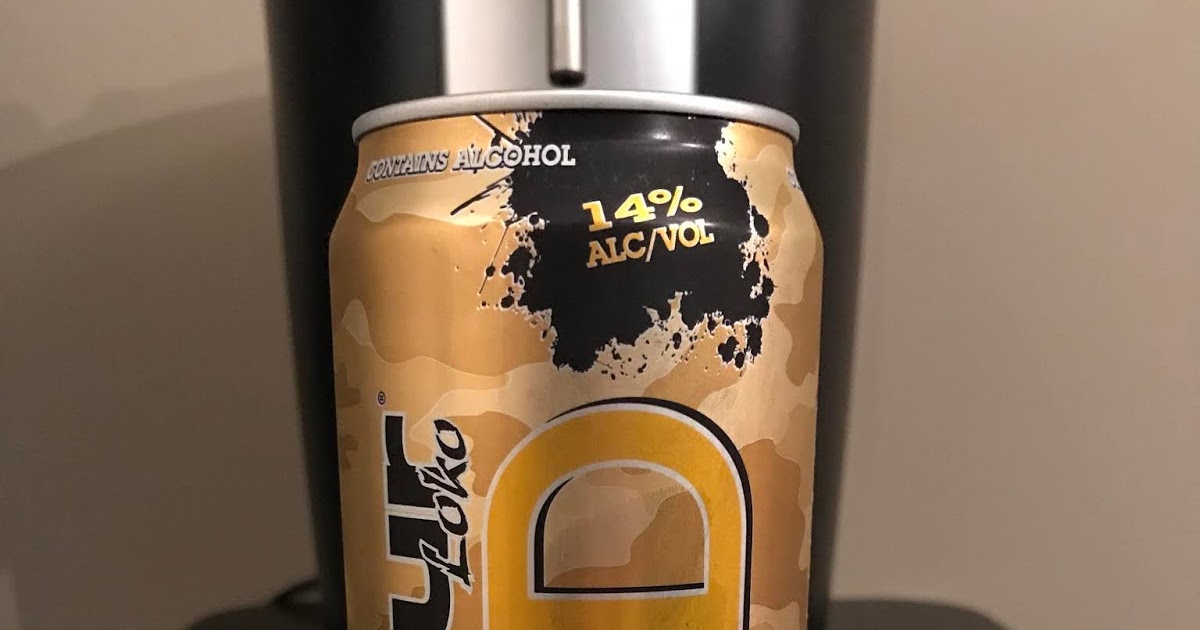 CONTAINS ALCOHOL
14%
ALC/VOL
Loko